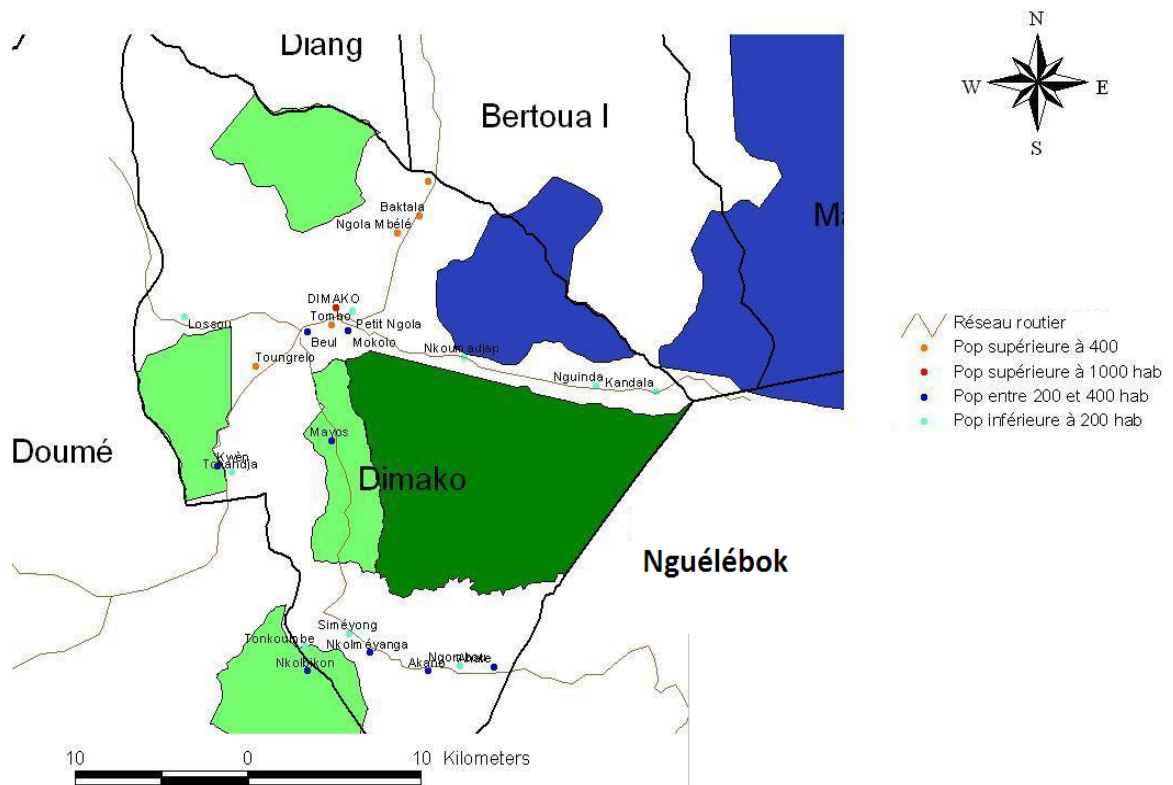 Diang
N
W E
S
Bertoua I
Baktala
Ma
Ngola Mbélé
DIMAKO
Tombo
Lossou
Petit Ngola
Beul
Mokolo
Nkoumadjap
Toungrelo
Nguinda
Kandala
Réseau routier
Pop supérieure à 400
Pop supérieure à 1000 hab
Pop entre 200 et 400 hab
Pop inférieure à 200 hab
Mayos
Doumé
Kwèn
Dimako
Nguélébok
Siméyong
Tonkoumbe
Nkolméyanga
Nkolbikon
Akano
10 0 10 Kilometers